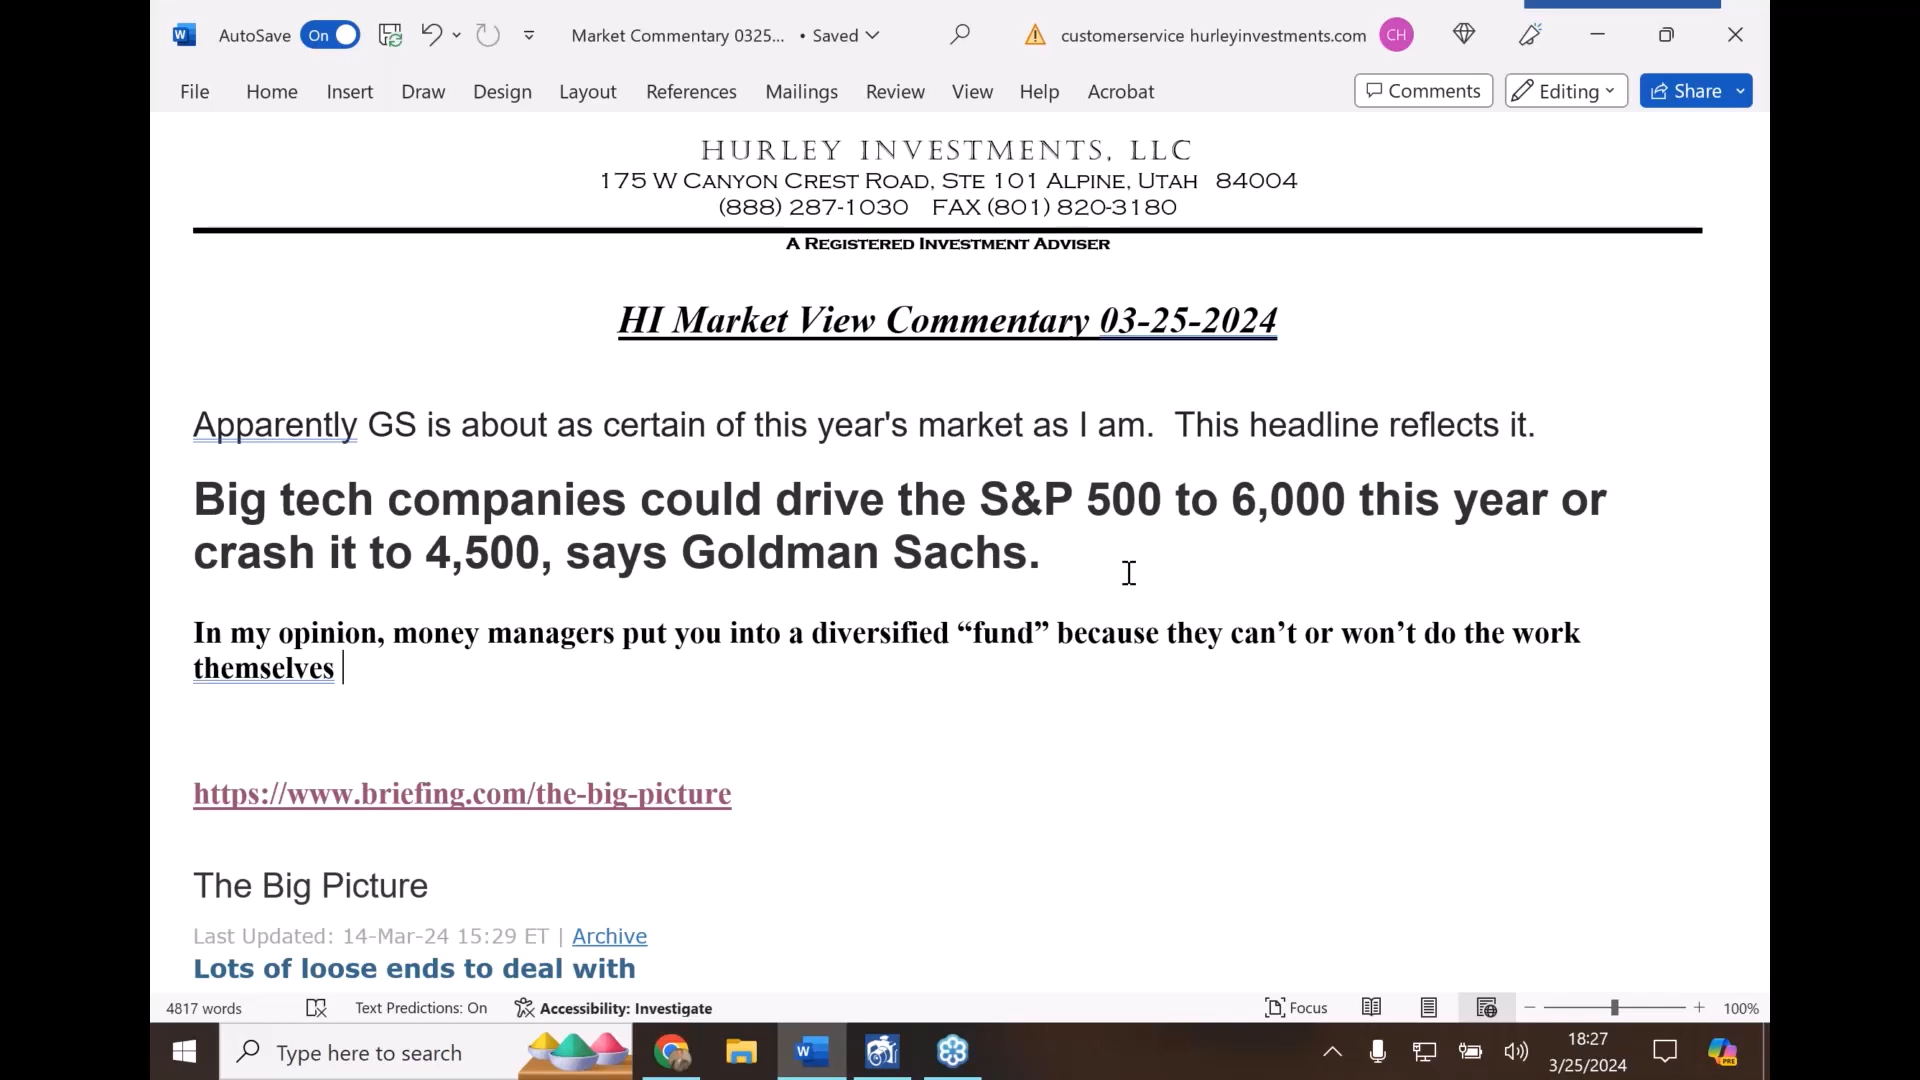 AutoSave On Market Commentary 0325... • Saved customerservice hurleyinvestments.com CH
File Home Insert Draw Design Layout References Mailings Review View Help Acrobat Comments Editing Share
HURLEY INVESTMENTS, LLC
175 W CANYON CREST ROAD, STE 101 ALPINE, UTAH 84004
(888) 287-1030 FAX (801) 820-3180
A REGISTERED INVESTMENT ADVISER
HI Market View Commentary 03-25-2024
Apparently GS is about as certain of this year's market as I am. This headline reflects it.
Big tech companies could drive the S&P 500 to 6,000 this year or
crash it to 4,500, says Goldman Sachs.
In my opinion, money managers put you into a diversified “fund” because they can’t or won’t do the work
themselves
https://www.briefing.com/the-big-picture
The Big Picture
Last Updated: 14-Mar-24 15:29 ET | Archive
Lots of loose ends to deal with
4817 words Text Predictions: On Accessibility: Investigate Focus 100%
Type here to search 18:27
3/25/2024
PRE